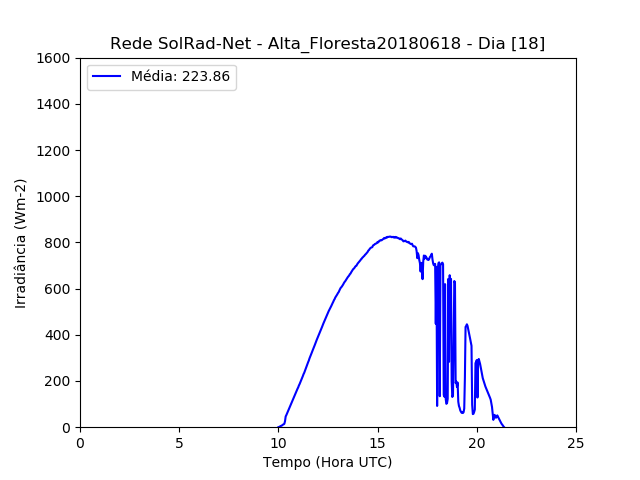 Rede SolRad-Net - Alta_Floresta20180618 - Dia [18]
1600
Média: 223.86
1400
1200
1000
800
600
400
200
0
Irradiância (Wm-2)
0 5 10 15 20 25
Tempo (Hora UTC)